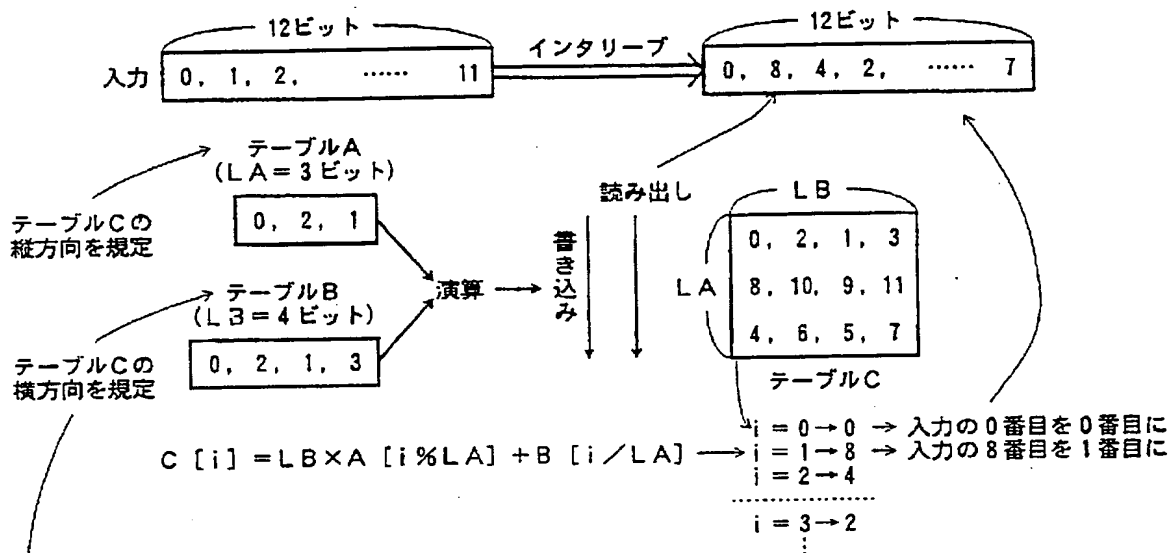 12ビット
12ビット
入力
0, 1, 2, …… 11
インタリーブ
0, 8, 4, 2, …… 7
テーブルA
(LA=3ビット)
0, 2, 1
テーブルCの
縦方向を規定
テーブルB
(L3=4ビット)
0, 2, 1, 3
テーブルCの
横方向を規定
演算
書き込み
読み出し
LB
LA
0, 2, 1, 3
8, 10, 9, 11
4, 6, 5, 7
テーブルC
C [i] =LB×A [i%LA] +B [i/LA]
i = 0→0 → 入力の0番目を0番目に
i = 1→8 → 入力の8番目を1番目に
i = 2→4
i = 3→2